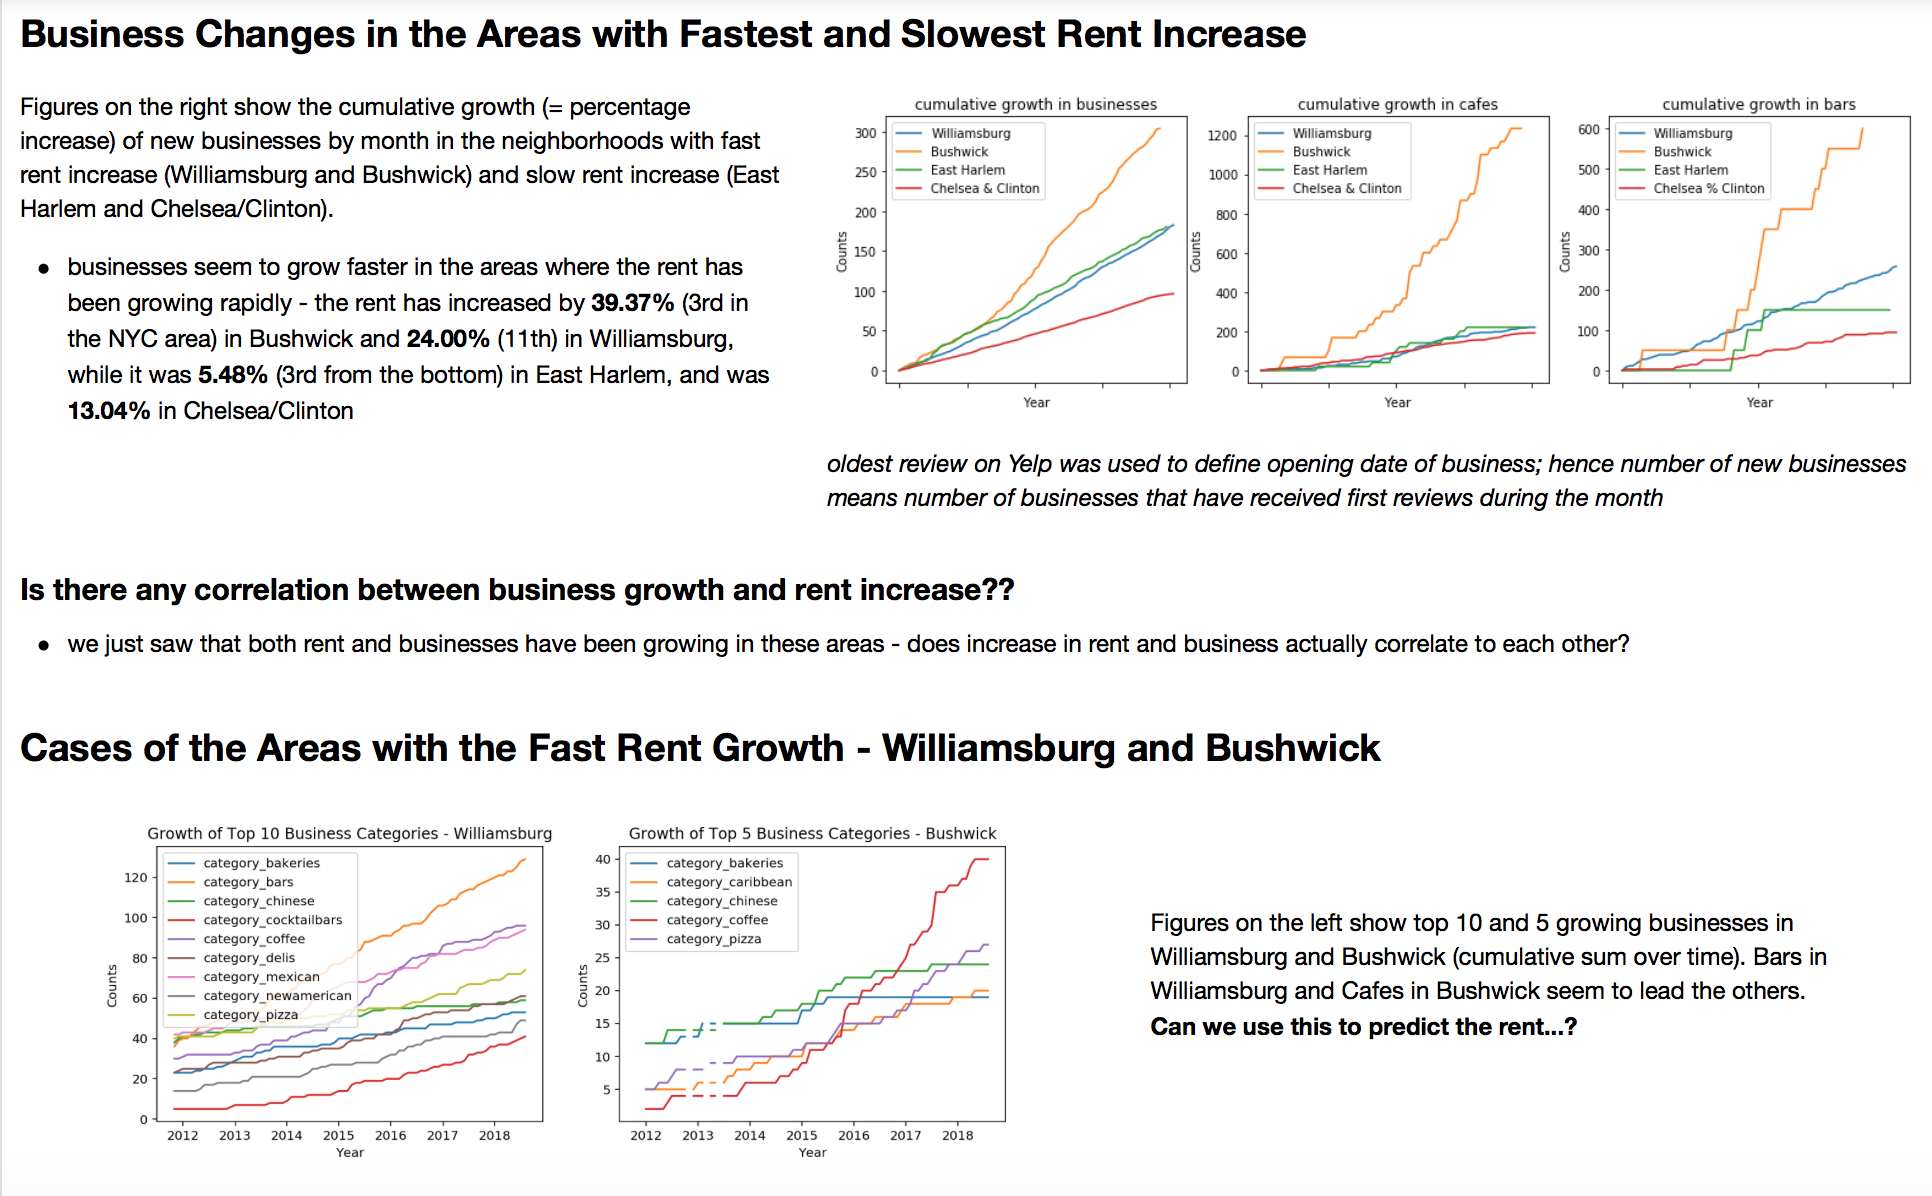 Business Changes in the Areas with Fastest and Slowest Rent Increase
Figures on the right show the cumulative growth (= percentage
increase) of new businesses by month in the neighborhoods with fast
rent increase (Williamsburg and Bushwick) and slow rent increase (East
Harlem and Chelsea/Clinton).
• businesses seem to grow faster in the areas where the rent has
been growing rapidly - the rent has increased by 39.37% (3rd in
the NYC area) in Bushwick and 24.00% (11th) in Williamsburg,
while it was 5.48% (3rd from the bottom) in East Harlem, and was
13.04% in Chelsea/Clinton
cumulative growth in businesses
Williamsburg
Bushwick
East Harlem
Chelsea & Clinton
300
250
200
150
100
50
0
Counts
Year
cumulative growth in cafes
Williamsburg
Bushwick
East Harlem
Chelsea & Clinton
1200
1000
800
600
400
200
0
Counts
Year
cumulative growth in bars
Williamsburg
Bushwick
East Harlem
Chelsea % Clinton
600
500
400
300
200
100
0
Counts
Year
oldest review on Yelp was used to define opening date of business; hence number of new businesses
means number of businesses that have received first reviews during the month
Is there any correlation between business growth and rent increase??
• we just saw that both rent and businesses have been growing in these areas - does increase in rent and business actually correlate to each other?
Cases of the Areas with the Fast Rent Growth - Williamsburg and Bushwick
Growth of Top 10 Business Categories - Williamsburg
category_bakeries
category_bars
category_chinese
category_cocktailbars
category_coffee
category_delis
category_mexican
category_newamerican
category_pizza
120
100
80
60
40
20
0
Counts
2012 2013 2014 2015 2016 2017 2018
Year
Growth of Top 5 Business Categories - Bushwick
category_bakeries
category_caribbean
category_chinese
category_coffee
category_pizza
40
35
30
25
20
15
10
5
Counts
2012 2013 2014 2015 2016 2017 2018
Year
Figures on the left show top 10 and 5 growing businesses in
Williamsburg and Bushwick (cumulative sum over time). Bars in
Williamsburg and Cafes in Bushwick seem to lead the others.
Can we use this to predict the rent...?